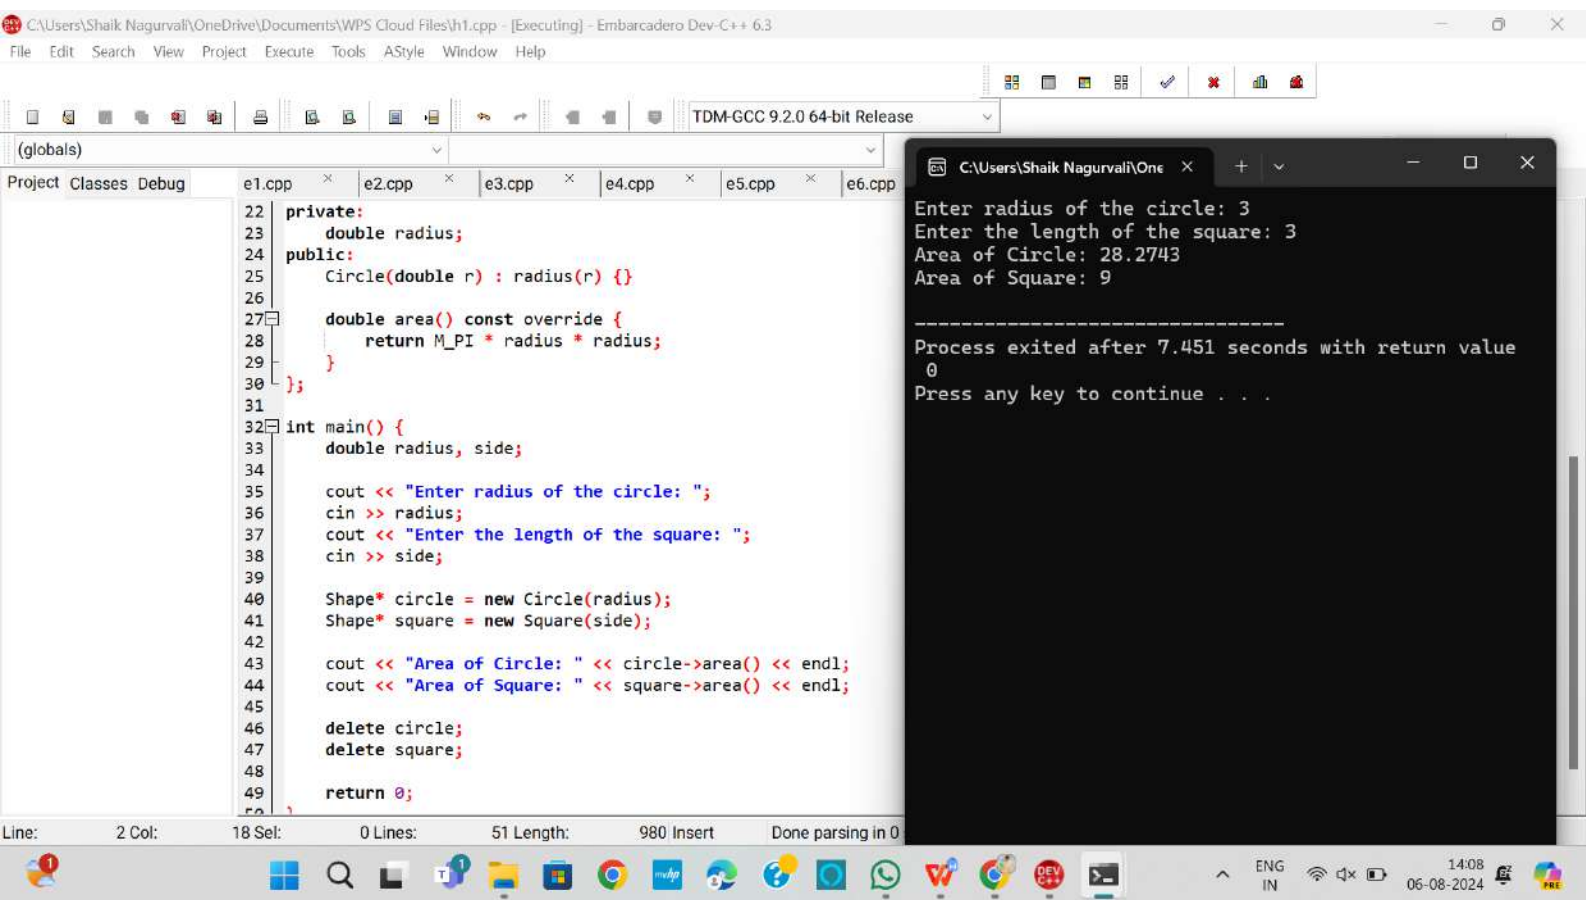 C:\Users\Shaik Nagurvali\OneDrive\Documents\WPS Cloud Files\h1.cpp - [Executing] - Embarcadero Dev-C++ 6.3
File Edit Search View Project Execute Tools AStyle Window Help
TDM-GCC 9.2.0 64-bit Release
(globals)
Project Classes Debug
e1.cpp e2.cpp e3.cpp e4.cpp e5.cpp e6.cpp
22 private:
23 double radius;
24 public:
25 Circle(double r) : radius(r) {}
26
27 double area() const override {
28 return M_PI * radius * radius;
29 }
30 };
31
32 int main() {
33 double radius, side;
34
35 cout << "Enter radius of the circle: ";
36 cin >> radius;
37 cout << "Enter the length of the square: ";
38 cin >> side;
39
40 Shape* circle = new Circle(radius);
41 Shape* square = new Square(side);
42
43 cout << "Area of Circle: " << circle->area() << endl;
44 cout << "Area of Square: " << square->area() << endl;
45
46 delete circle;
47 delete square;
48
49 return 0;
50 }
C:\Users\Shaik Nagurvali\One
Enter radius of the circle: 3
Enter the length of the square: 3
Area of Circle: 28.2743
Area of Square: 9
--------------------------------
Process exited after 7.451 seconds with return value
0
Press any key to continue . . .
Line: 2 Col: 18 Sel: 0 Lines: 51 Length: 980 Insert Done parsing in 0
1
1
myhp
DEV
C++
ENG
IN
14:08
06-08-2024
PRE